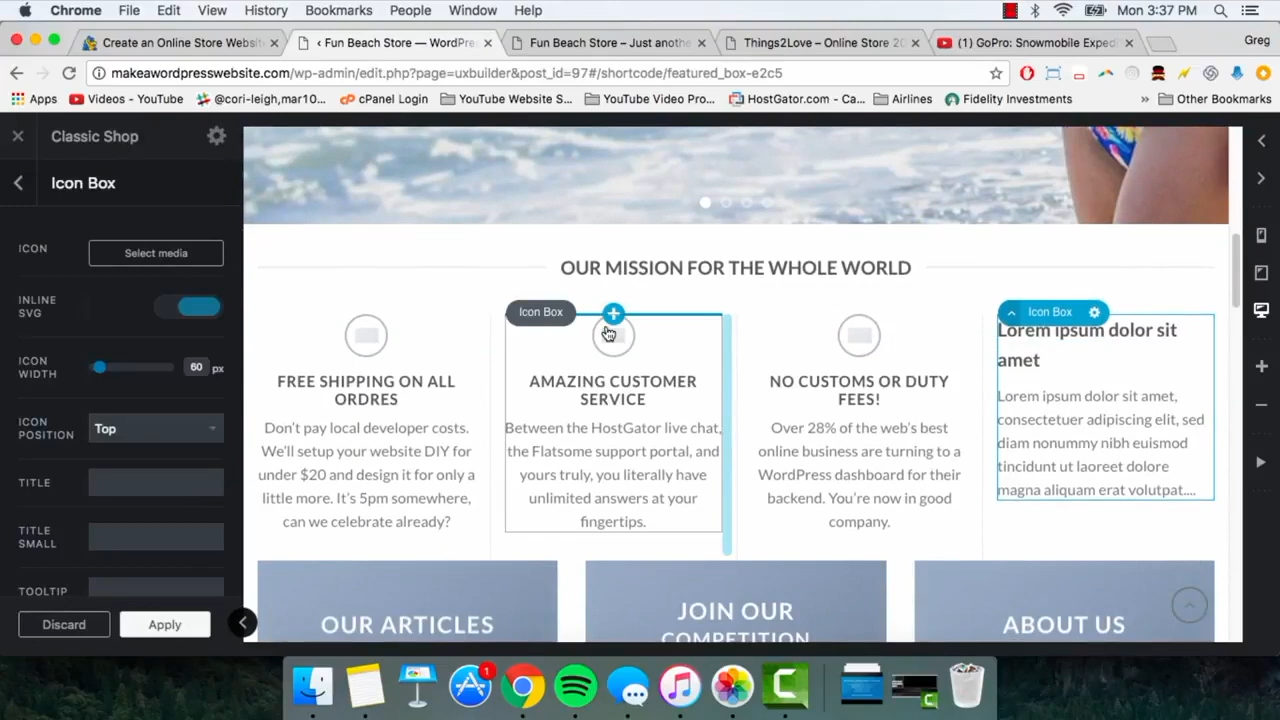 Chrome File Edit View History Bookmarks People Window Help
Mon 3:37 PM
Create an Online Store Websit
‹ Fun Beach Store — WordPre
Fun Beach Store – Just anothe
Things2Love – Online Store 20
(1) GoPro: Snowmobile Exped
Greg
makeawordpresswebsite.com/wp-admin/edit.php?page=uxbuilder&post_id=97#/shortcode/featured_box-e2c5
Apps
Videos - YouTube
@cori-leigh,mar10...
cPanel Login
YouTube Website S...
YouTube Video Pro...
HostGator.com - Ca...
Airlines
Fidelity Investments
»
Other Bookmarks
Classic Shop
Icon Box
ICON
Select media
INLINE
SVG
ICON
WIDTH
60 px
ICON
POSITION
Top
TITLE
TITLE
SMALL
TOOLTIP
Discard
Apply
OUR MISSION FOR THE WHOLE WORLD
FREE SHIPPING ON ALL
ORDRES
Don't pay local developer costs.
We'll setup your website DIY for
under $20 and design it for only a
little more. It's 5pm somewhere,
can we celebrate already?
Icon Box
AMAZING CUSTOMER
SERVICE
Between the HostGator live chat,
the Flatsome support portal, and
yours truly, you literally have
unlimited answers at your
fingertips.
NO CUSTOMS OR DUTY
FEES!
Over 28% of the web's best
online business are turning to a
WordPress dashboard for their
backend. You're now in good
company.
Icon Box
Lorem ipsum dolor sit
amet
Lorem ipsum dolor sit amet,
consectetuer adipiscing elit, sed
diam nonummy nibh euismod
tincidunt ut laoreet dolore
magna aliquam erat volutpat....
OUR ARTICLES
JOIN OUR
COMPETITION
ABOUT US
1